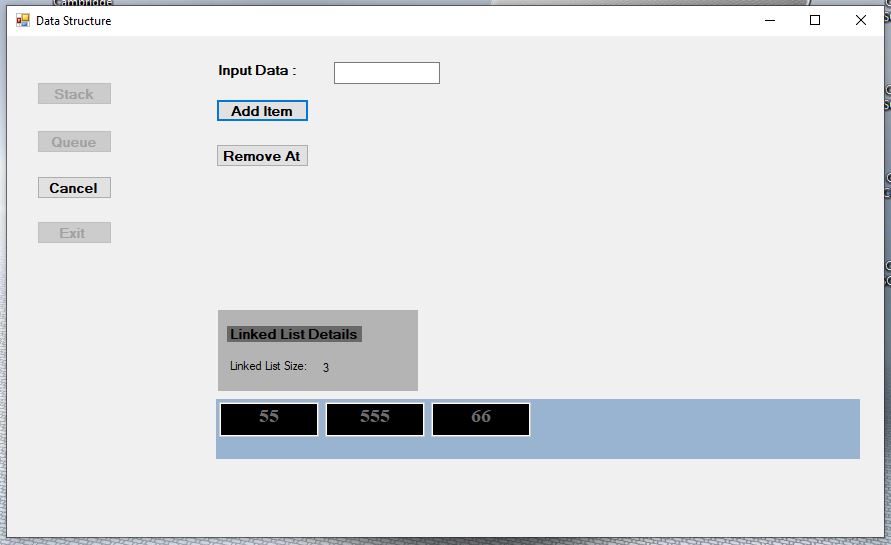 Cambridge
Data Structure
Input Data :
Stack
Add Item
Queue
Remove At
Cancel
Exit
Linked List Details
Linked List Size: 3
55 555 66